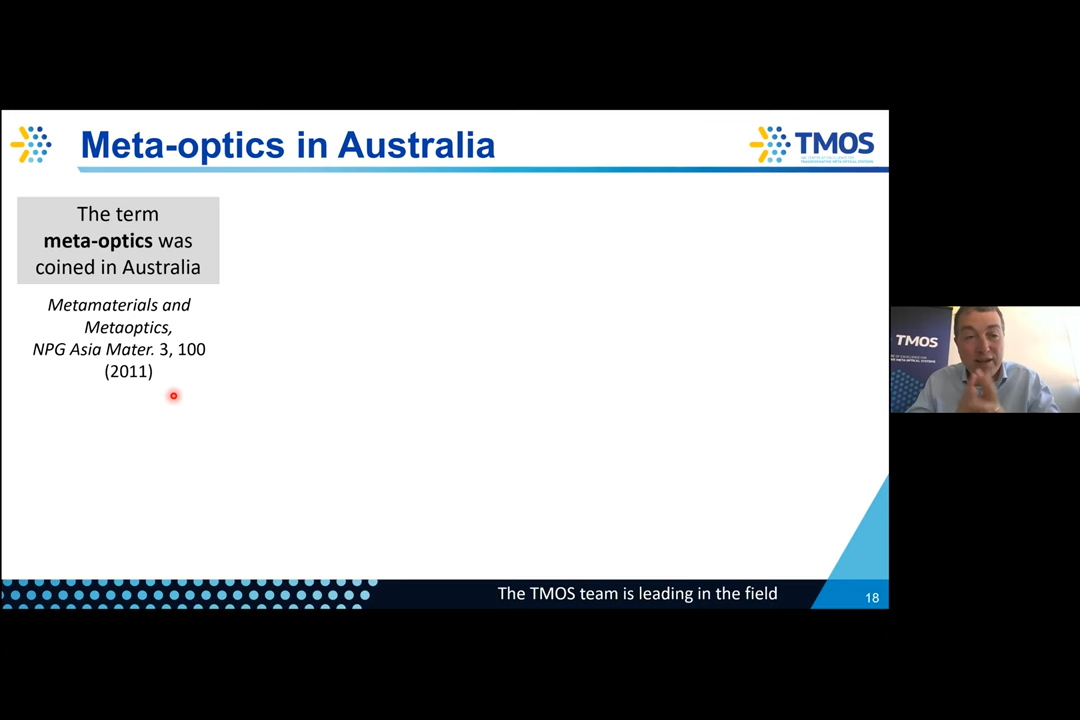 Meta-optics in Australia
TMOS
The term
meta-optics was
coined in Australia
Metamaterials and
Metaoptics,
NPG Asia Mater. 3, 100
(2011)
The TMOS team is leading in the field
18
TMOS